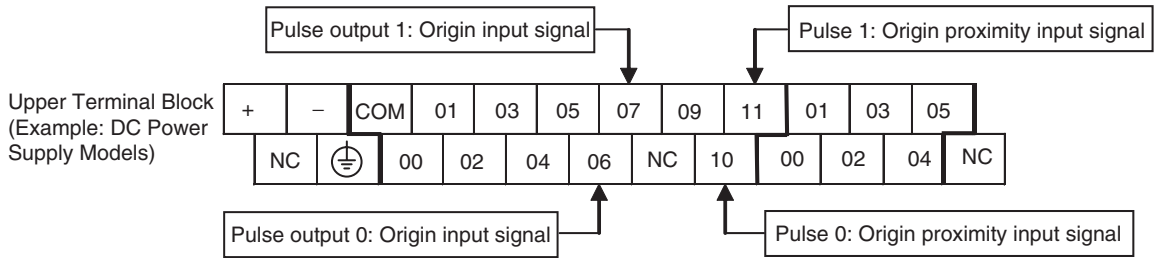 Pulse output 1: Origin input signal
Pulse 1: Origin proximity input signal
Upper Terminal Block
(Example: DC Power
Supply Models)
+ – COM 01 03 05 07 09 11 01 03 05
NC 00 02 04 06 NC 10 00 02 04 NC
Pulse output 0: Origin input signal
Pulse 0: Origin proximity input signal